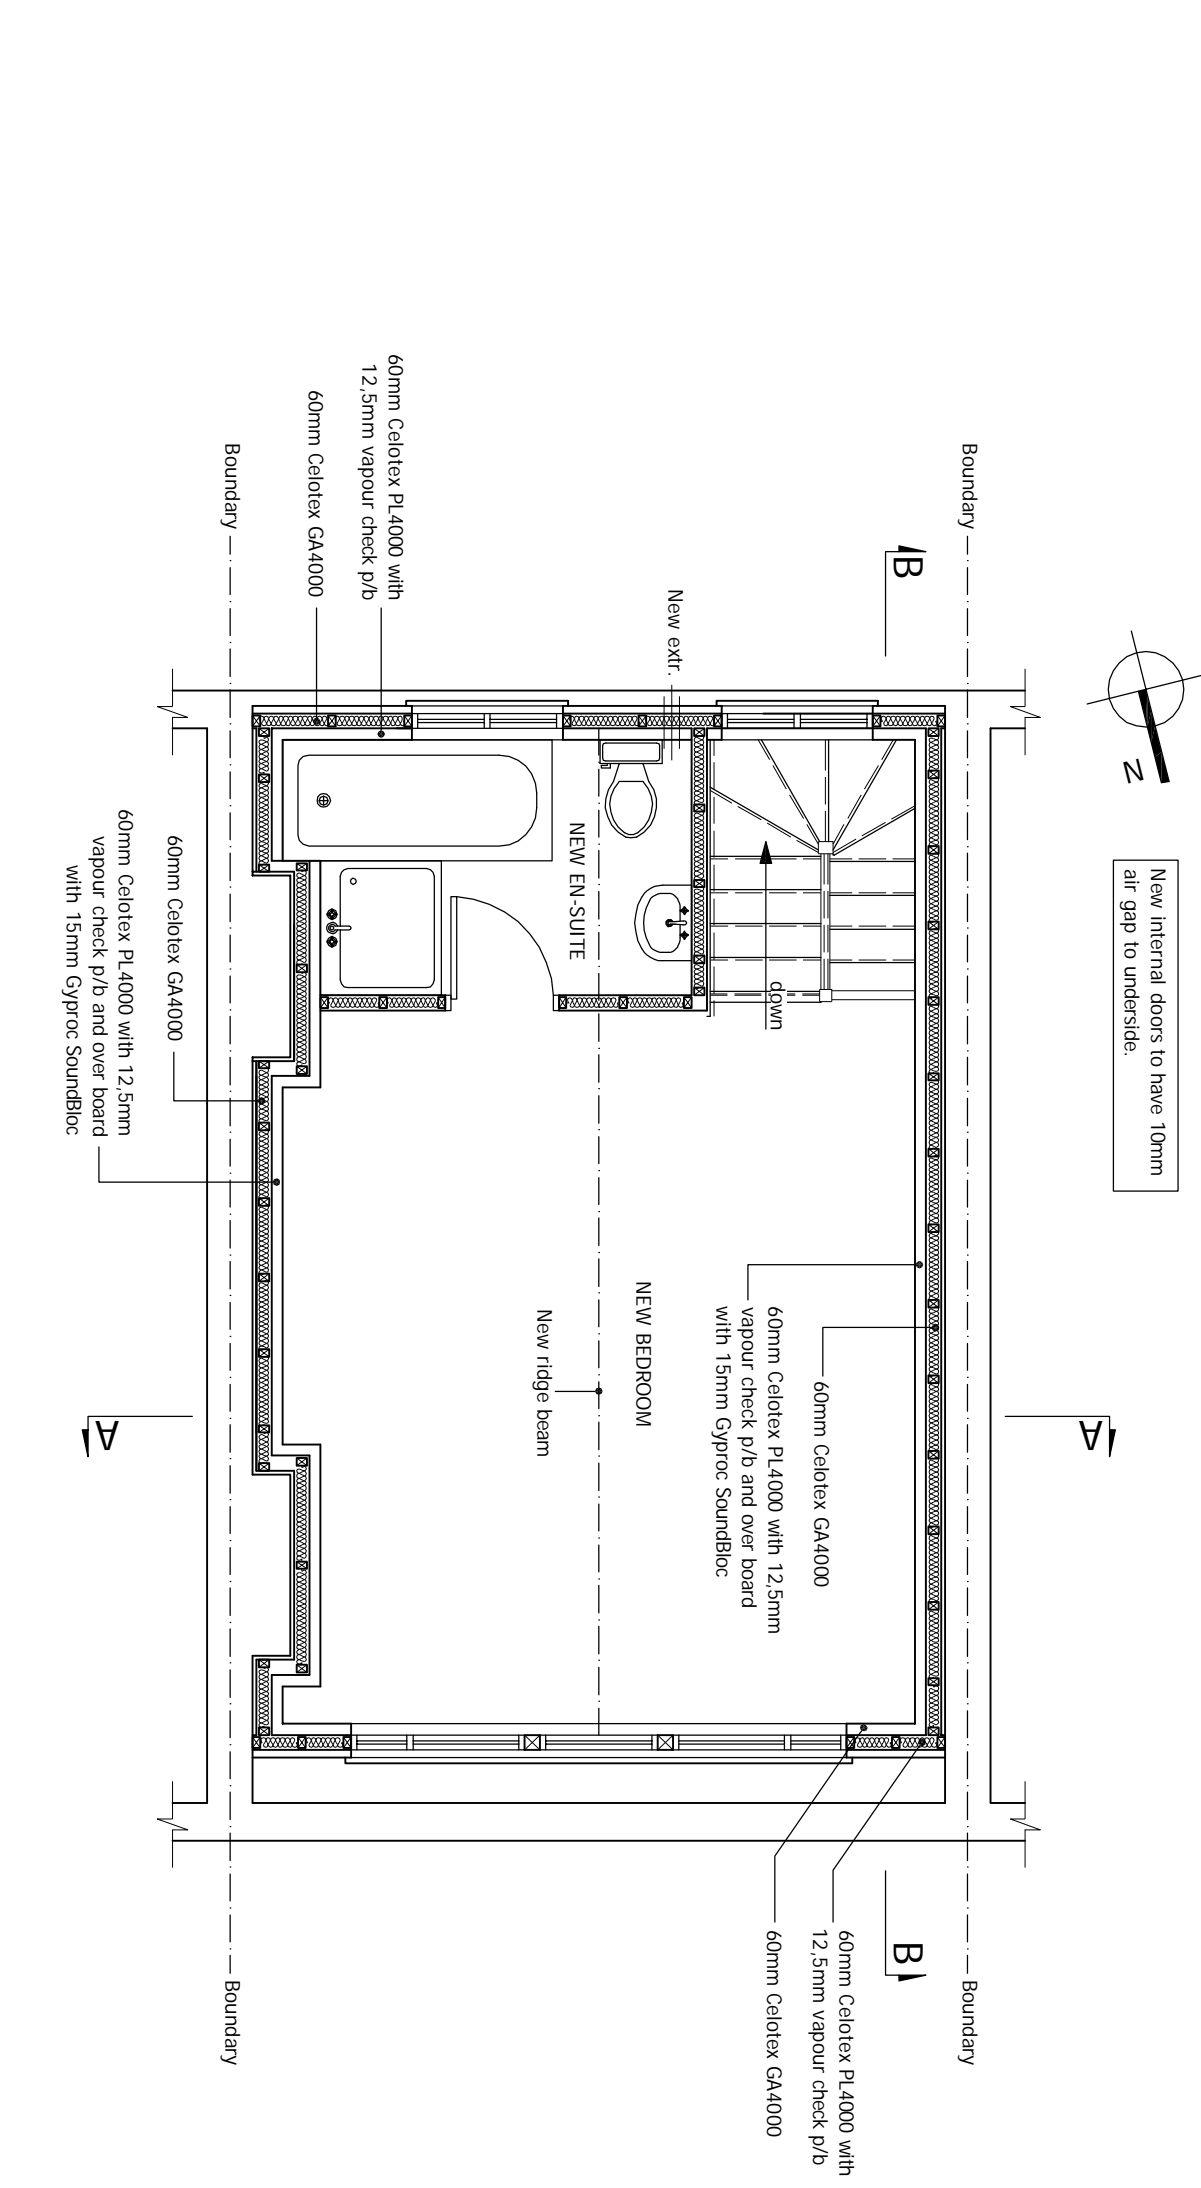 New internal doors to have 10mm
air gap to underside.
N
Boundary
Boundary
B
B
60mm Celotex PL4000 with
12,5mm vapour check p/b
60mm Celotex GA4000
60mm Celotex GA4000
60mm Celotex PL4000 with 12,5mm
vapour check p/b and over board
with 15mm Gyproc SoundBloc
down
New extr.
NEW BEDROOM
NEW EN-SUITE
New ridge beam
A
A
60mm Celotex PL4000 with
12,5mm vapour check p/b
60mm Celotex GA4000
Boundary
Boundary
60mm Celotex GA4000
60mm Celotex PL4000 with 12,5mm
vapour check p/b and over board
with 15mm Gyproc SoundBloc